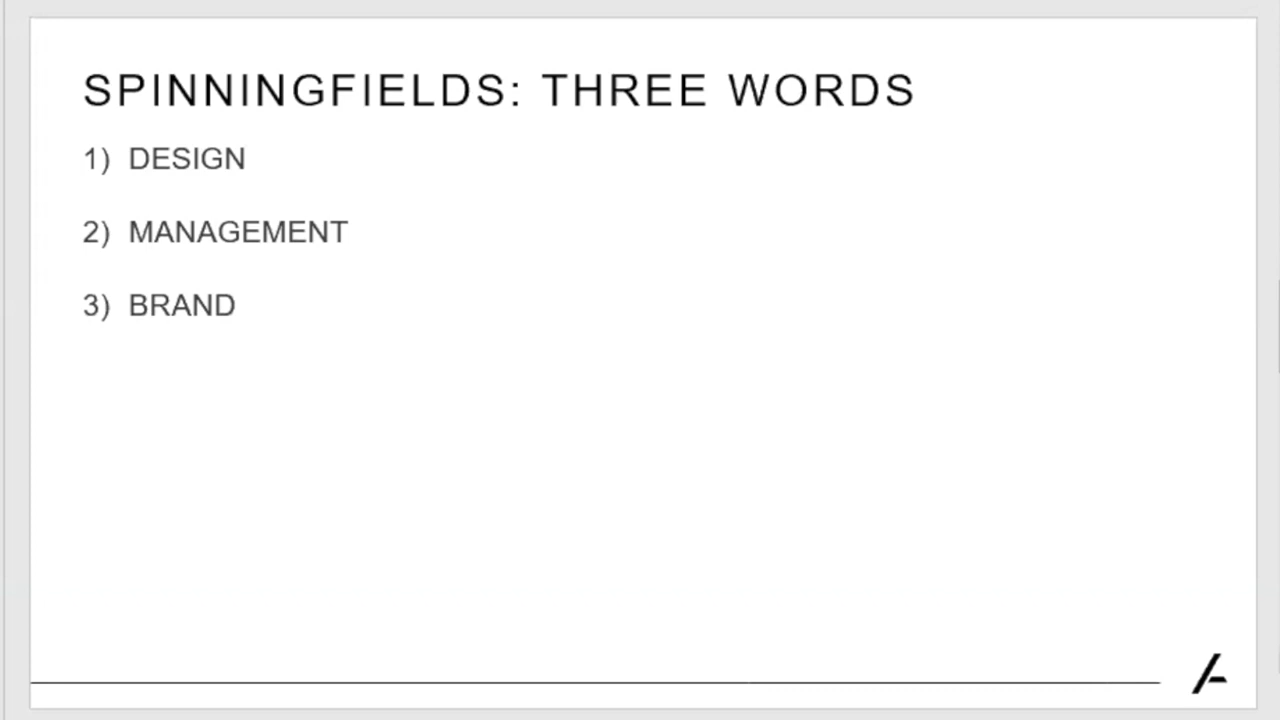 SPINNINGFIELDS: THREE WORDS
1) DESIGN
2) MANAGEMENT
3) BRAND